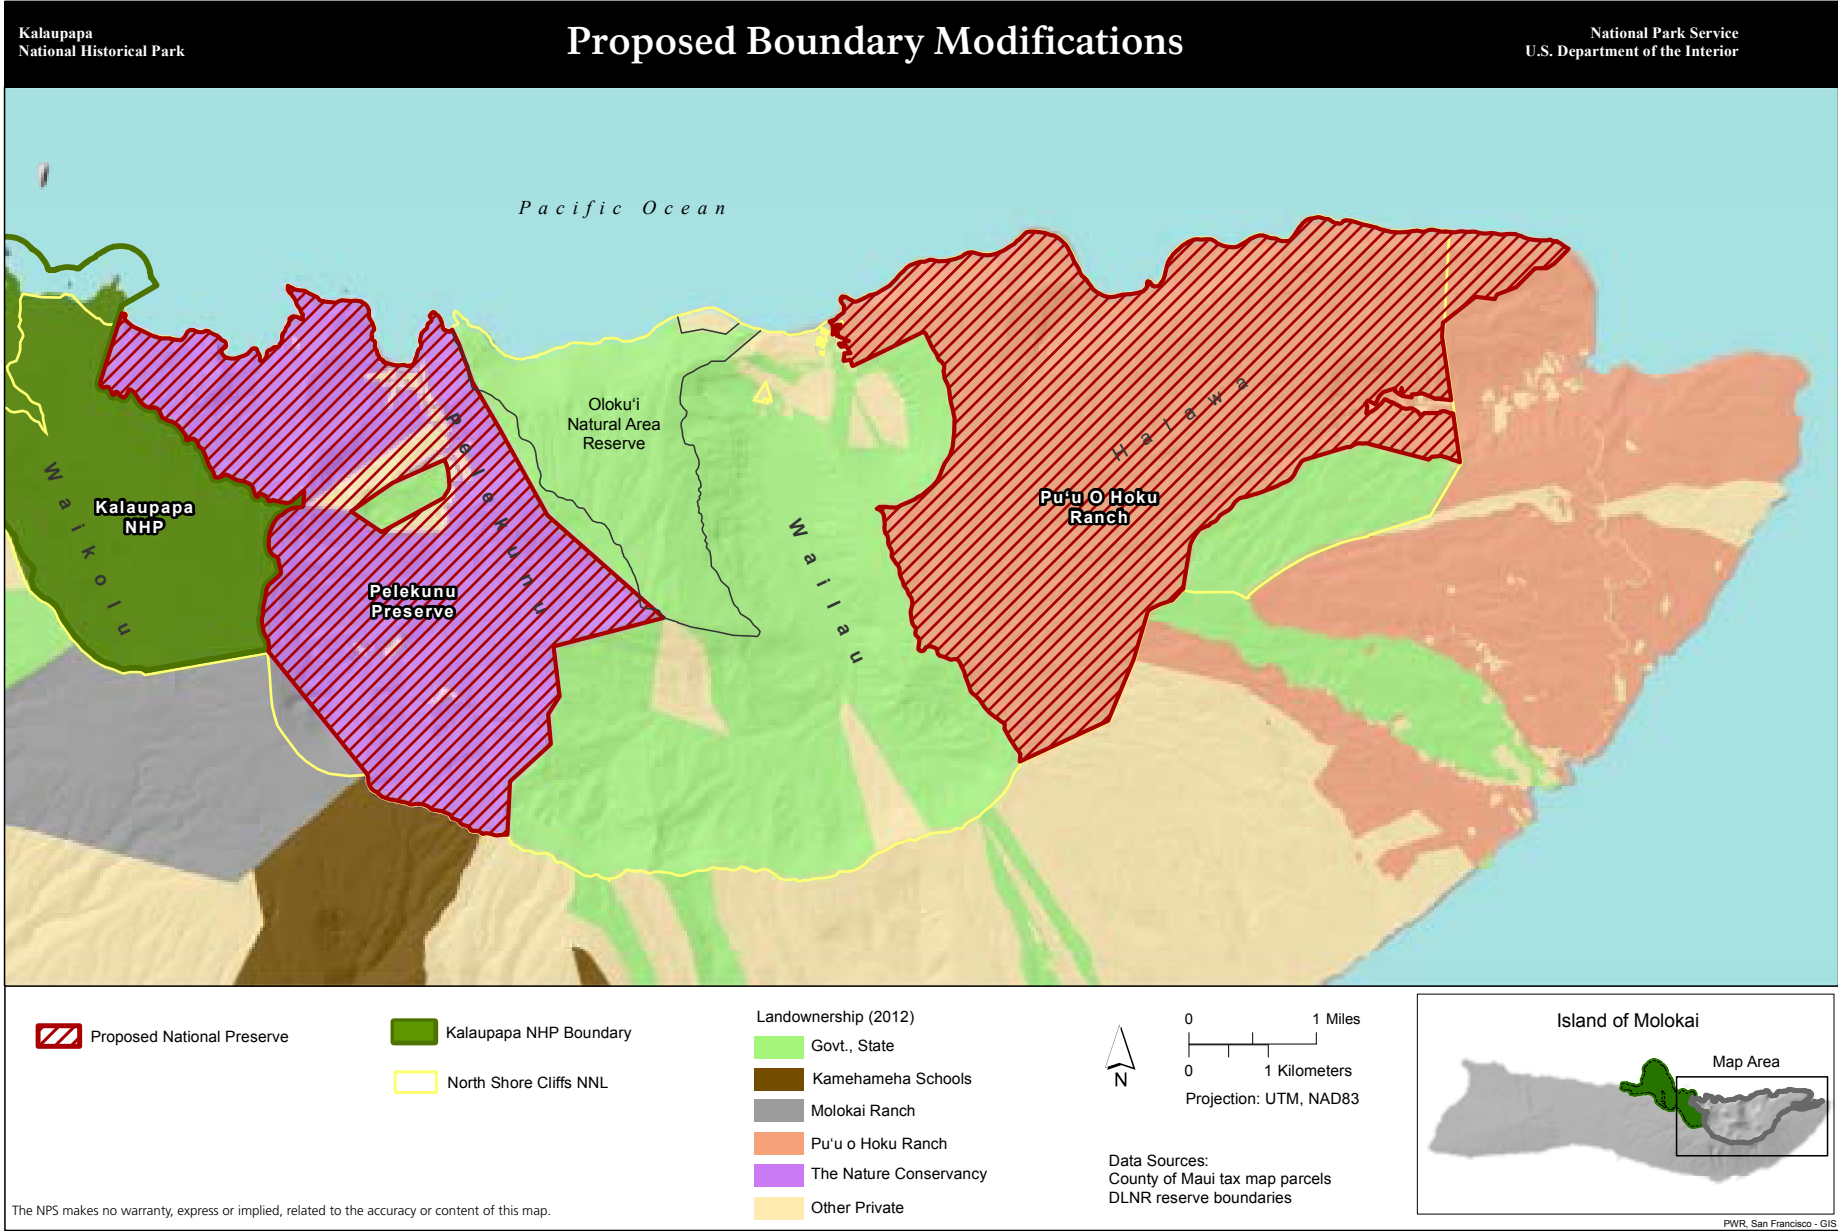 Kalaupapa
National Historical Park
Proposed Boundary Modifications
National Park Service
U.S. Department of the Interior
Pacific Ocean
Olokuʻi
Natural Area
Reserve
Waikolu
Kalaupapa
NHP
Pelekunu
Pelekunu
Preserve
Wailau
Halawa
Puʻu O Hoku
Ranch
Proposed National Preserve
Kalaupapa NHP Boundary
North Shore Cliffs NNL
Landownership (2012)
Govt., State
Kamehameha Schools
Molokai Ranch
Puʻu o Hoku Ranch
The Nature Conservancy
Other Private
N
0 1 Miles
0 1 Kilometers
Projection: UTM, NAD83
Data Sources:
County of Maui tax map parcels
DLNR reserve boundaries
Island of Molokai
Map Area
The NPS makes no warranty, express or implied, related to the accuracy or content of this map.
PWR, San Francisco - GIS